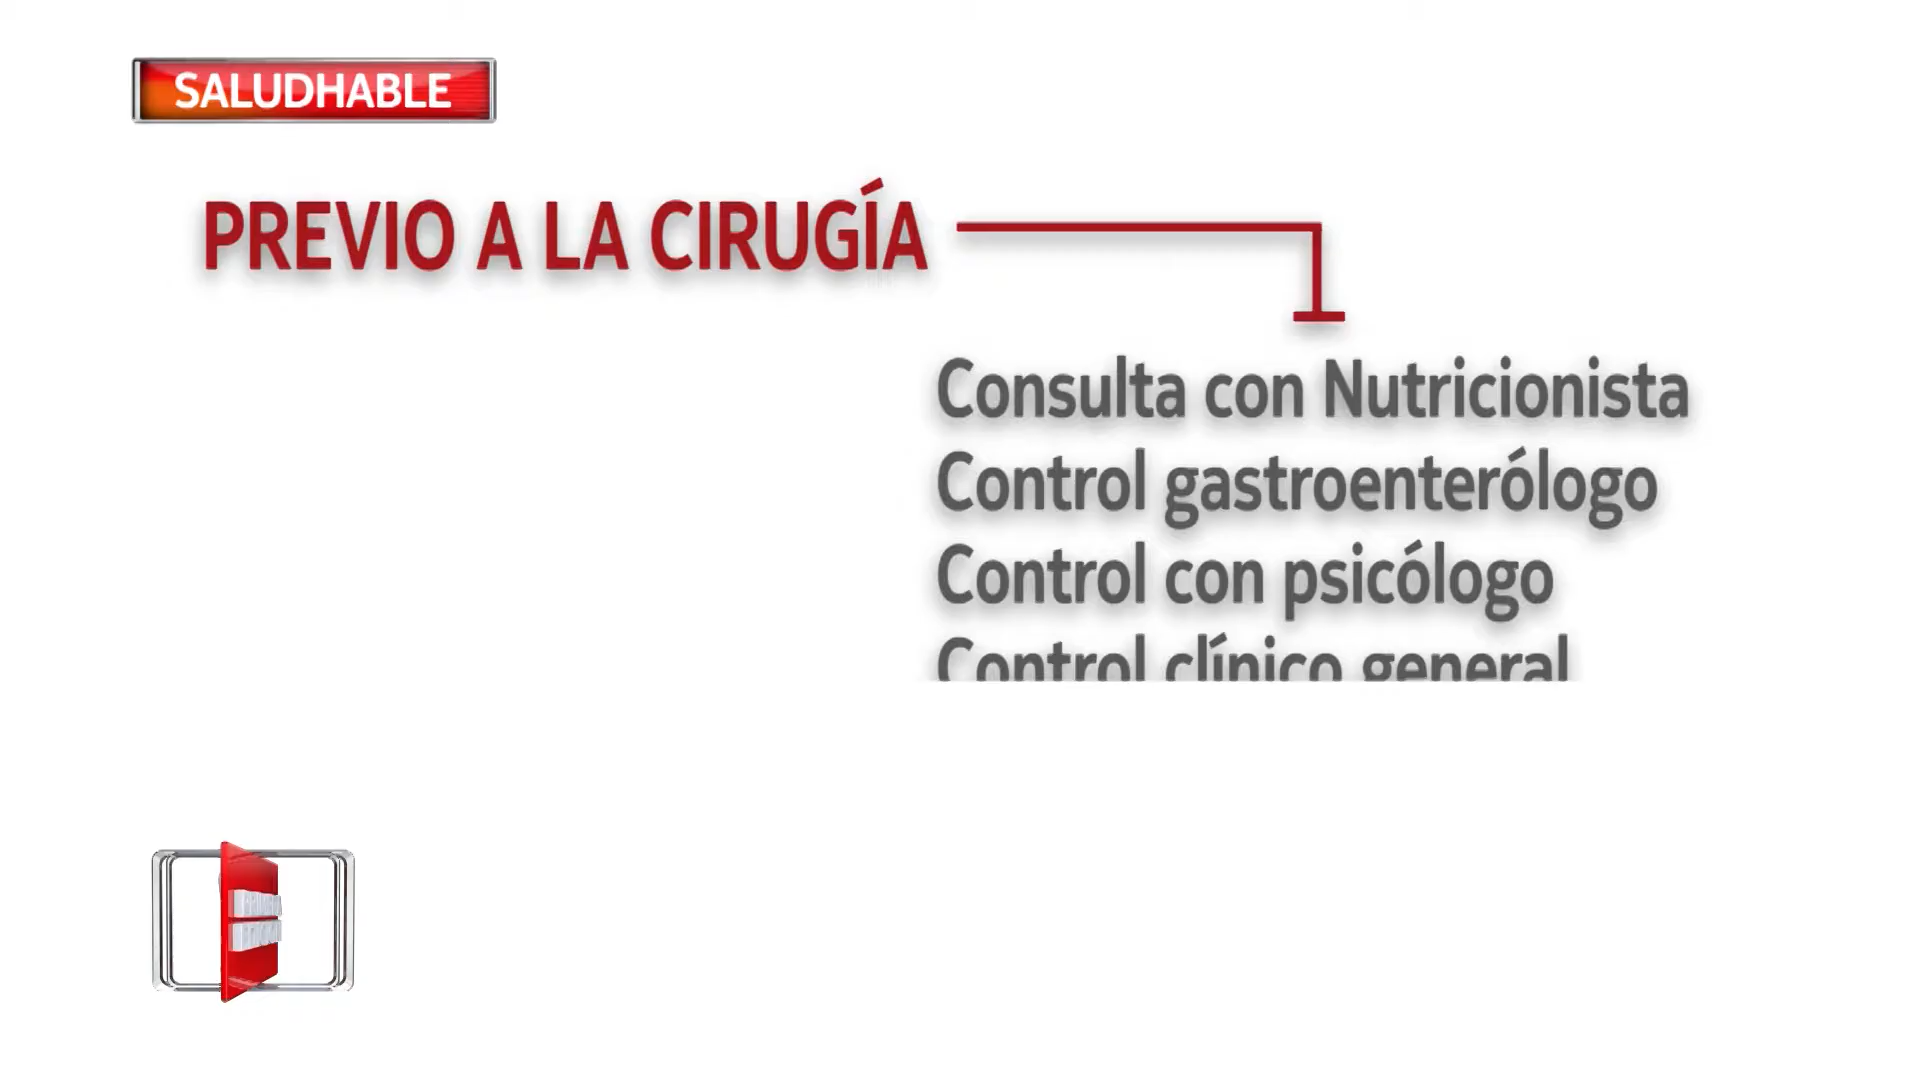 SALUDHABLE
PREVIO A LA CIRUGÍA
Consulta con Nutricionista
Control gastroenterólogo
Control con psicólogo
Control clínico general